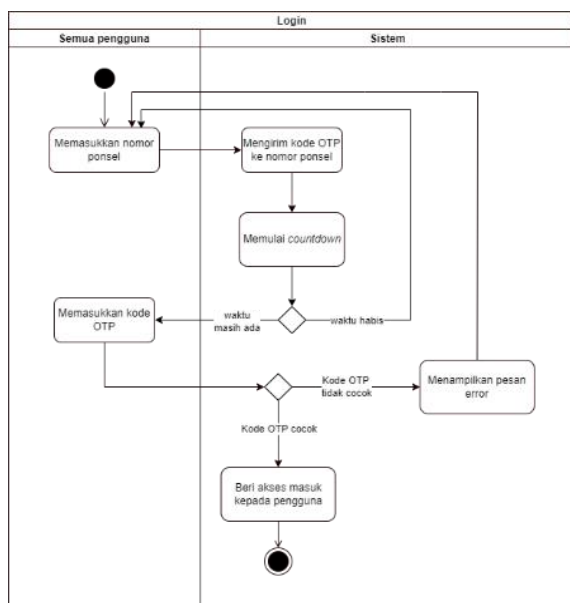 Login
Semua pengguna
Sistem
Memasukkan nomor
ponsel
Mengirim kode OTP
ke nomor ponsel
Memulai countdown
Memasukkan kode
OTP
waktu
masih ada
waktu habis
Kode OTP
tidak cocok
Menampilkan pesan
error
Kode OTP cocok
Beri akses masuk
kepada pengguna